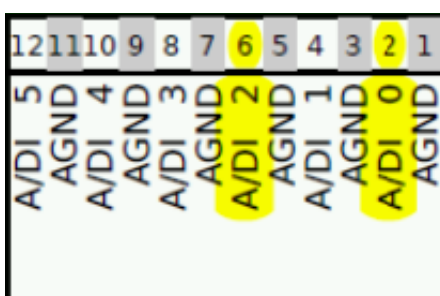 12 11 10 9 8 7 6 5 4 3 2 1
A/DI 5
AGND
A/DI 4
AGND
A/DI 3
AGND
A/DI 2
AGND
A/DI 1
AGND
A/DI 0
AGND